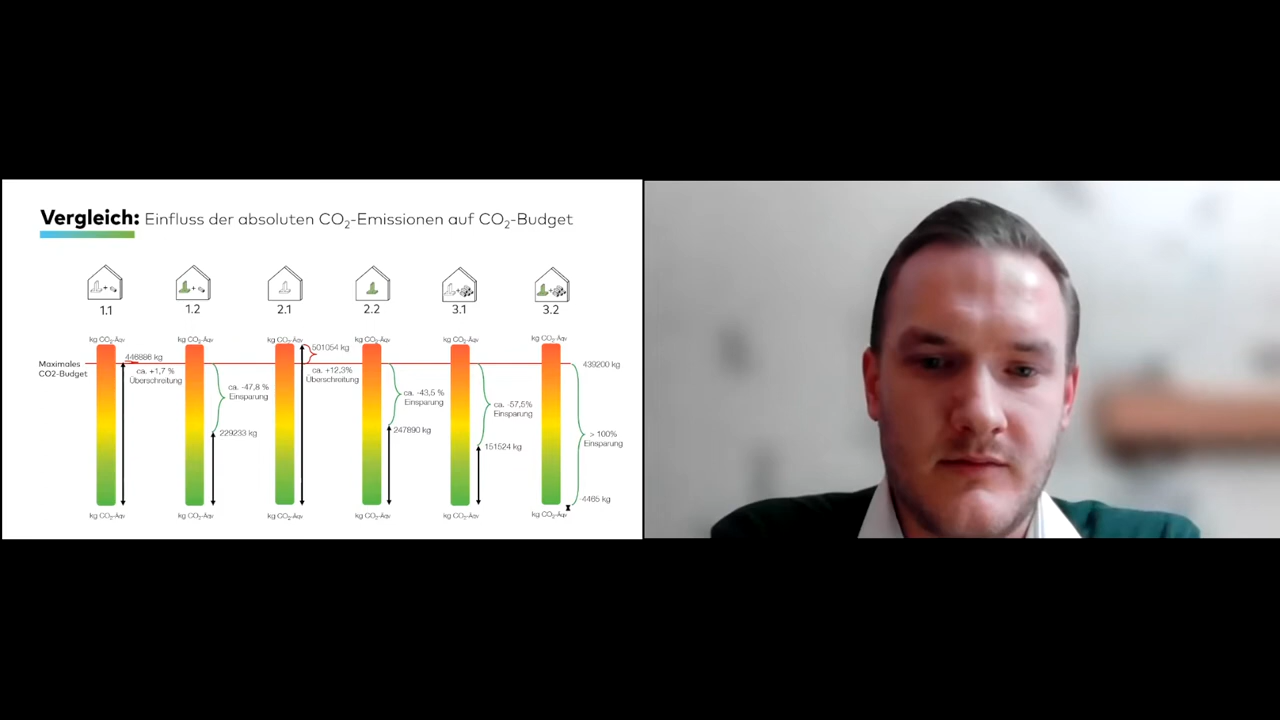 Vergleich: Einfluss der absoluten CO₂-Emissionen auf CO₂-Budget
1.1
1.2
2.1
2.2
3.1
3.2
kg CO₂-Äqv
kg CO₂-Äqv
kg CO₂-Äqv
kg CO₂-Äqv
kg CO₂-Äqv
kg CO₂-Äqv
Maximales
CO2-Budget
446886 kg
ca. +1,7 %
Überschreitung
ca. -47,8 %
Einsparung
229233 kg
501054 kg
ca. +12,3%
Überschreitung
ca. -43,5 %
Einsparung
247890 kg
ca. -57,5%
Einsparung
151524 kg
439200 kg
> 100%
Einsparung
-4465 kg
kg CO₂-Äqv
kg CO₂-Äqv
kg CO₂-Äqv
kg CO₂-Äqv
kg CO₂-Äqv
kg CO₂-Äqv